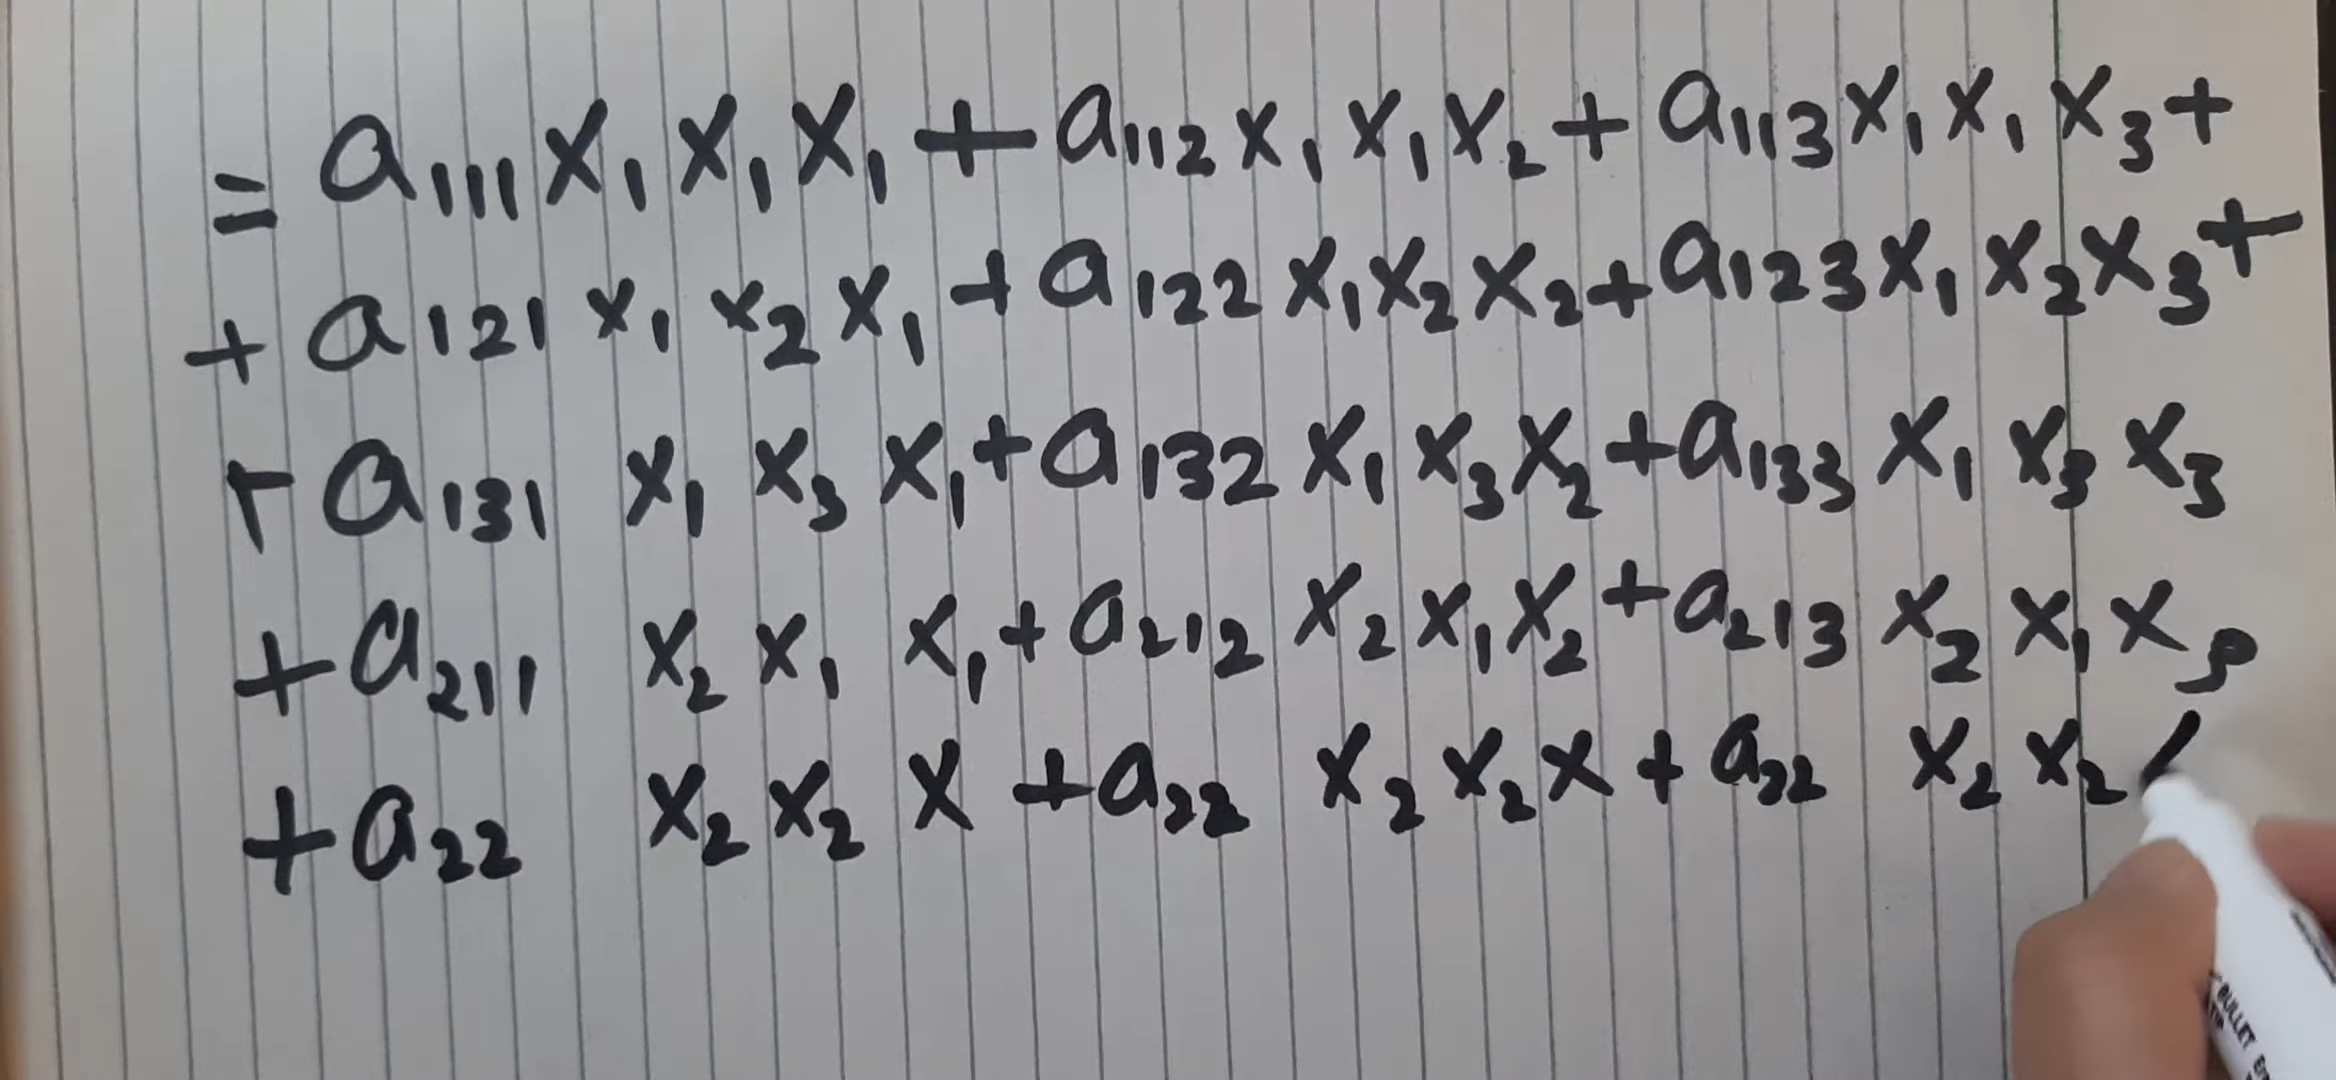 = a₁₁₁ x₁ x₁ x₁ + a₁₁₂ x₁ x₁ x₂ + a₁₁₃ x₁ x₁ x₃ +
+ a₁₂₁ x₁ x₂ x₁ + a₁₂₂ x₁ x₂ x₂ + a₁₂₃ x₁ x₂ x₃ +
+ a₁₃₁ x₁ x₃ x₁ + a₁₃₂ x₁ x₃ x₂ + a₁₃₃ x₁ x₃ x₃
+ a₂₁₁ x₂ x₁ x₁ + a₂₁₂ x₂ x₁ x₂ + a₂₁₃ x₂ x₁ x₃
+ a₂₂ x₂ x₂ x + a₂₂ x₂ x₂ x + a₂₂ x₂ x₂
BULLET